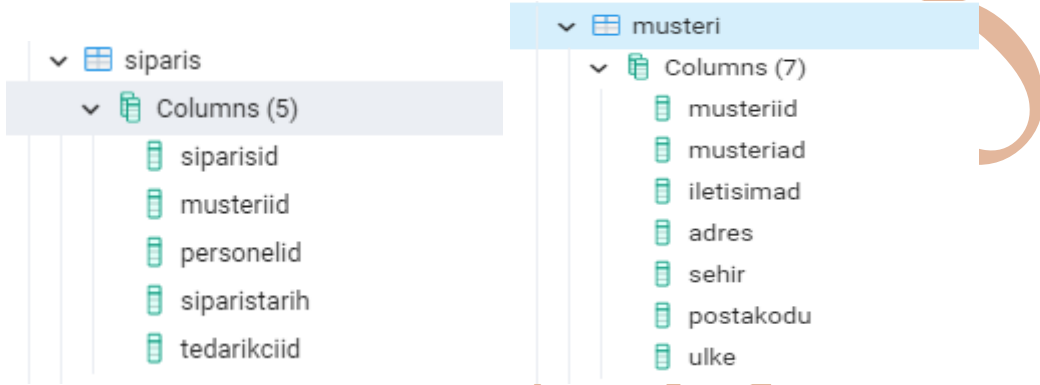 siparis
Columns (5)
siparisid
musteriid
personelid
siparistarih
tedarikciid
musteri
Columns (7)
musteriid
musteriad
iletisimad
adres
sehir
postakodu
ulke